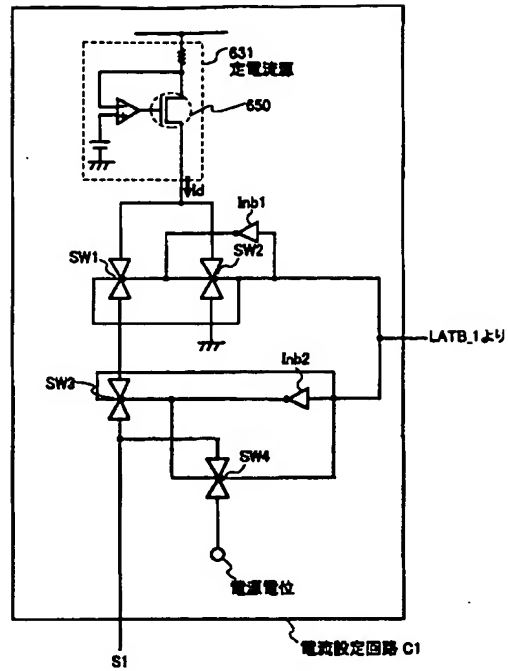 631
定電流源
650
Id
Inb1
SW1
SW2
LATB_1より
Inb2
SW3
SW4
電源電位
電流設定回路 C1
S1